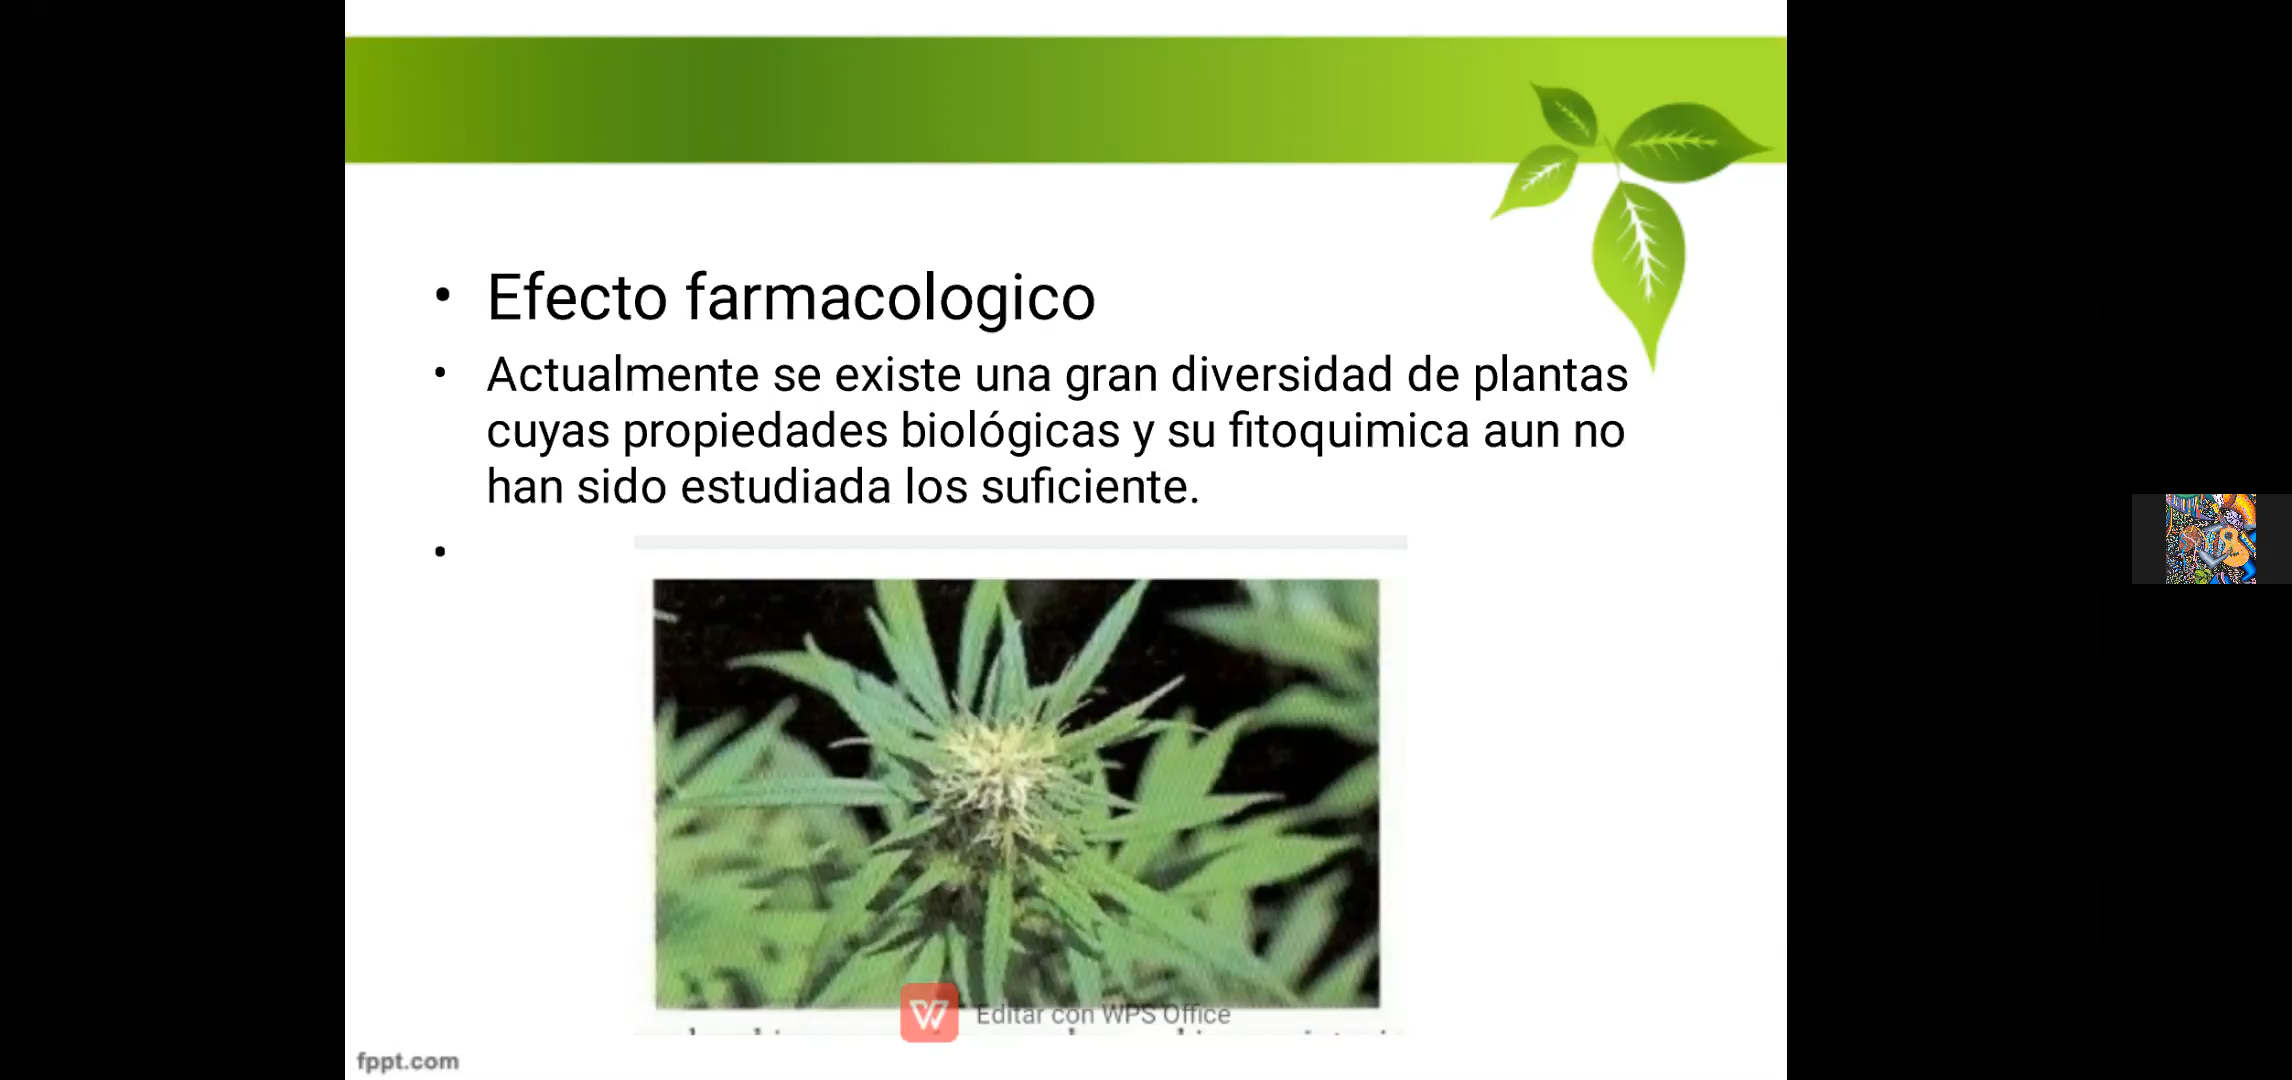 • Efecto farmacologico
• Actualmente se existe una gran diversidad de plantas
cuyas propiedades biológicas y su fitoquimica aun no
han sido estudiada los suficiente.
•
Editar con WPS Office
fppt.com